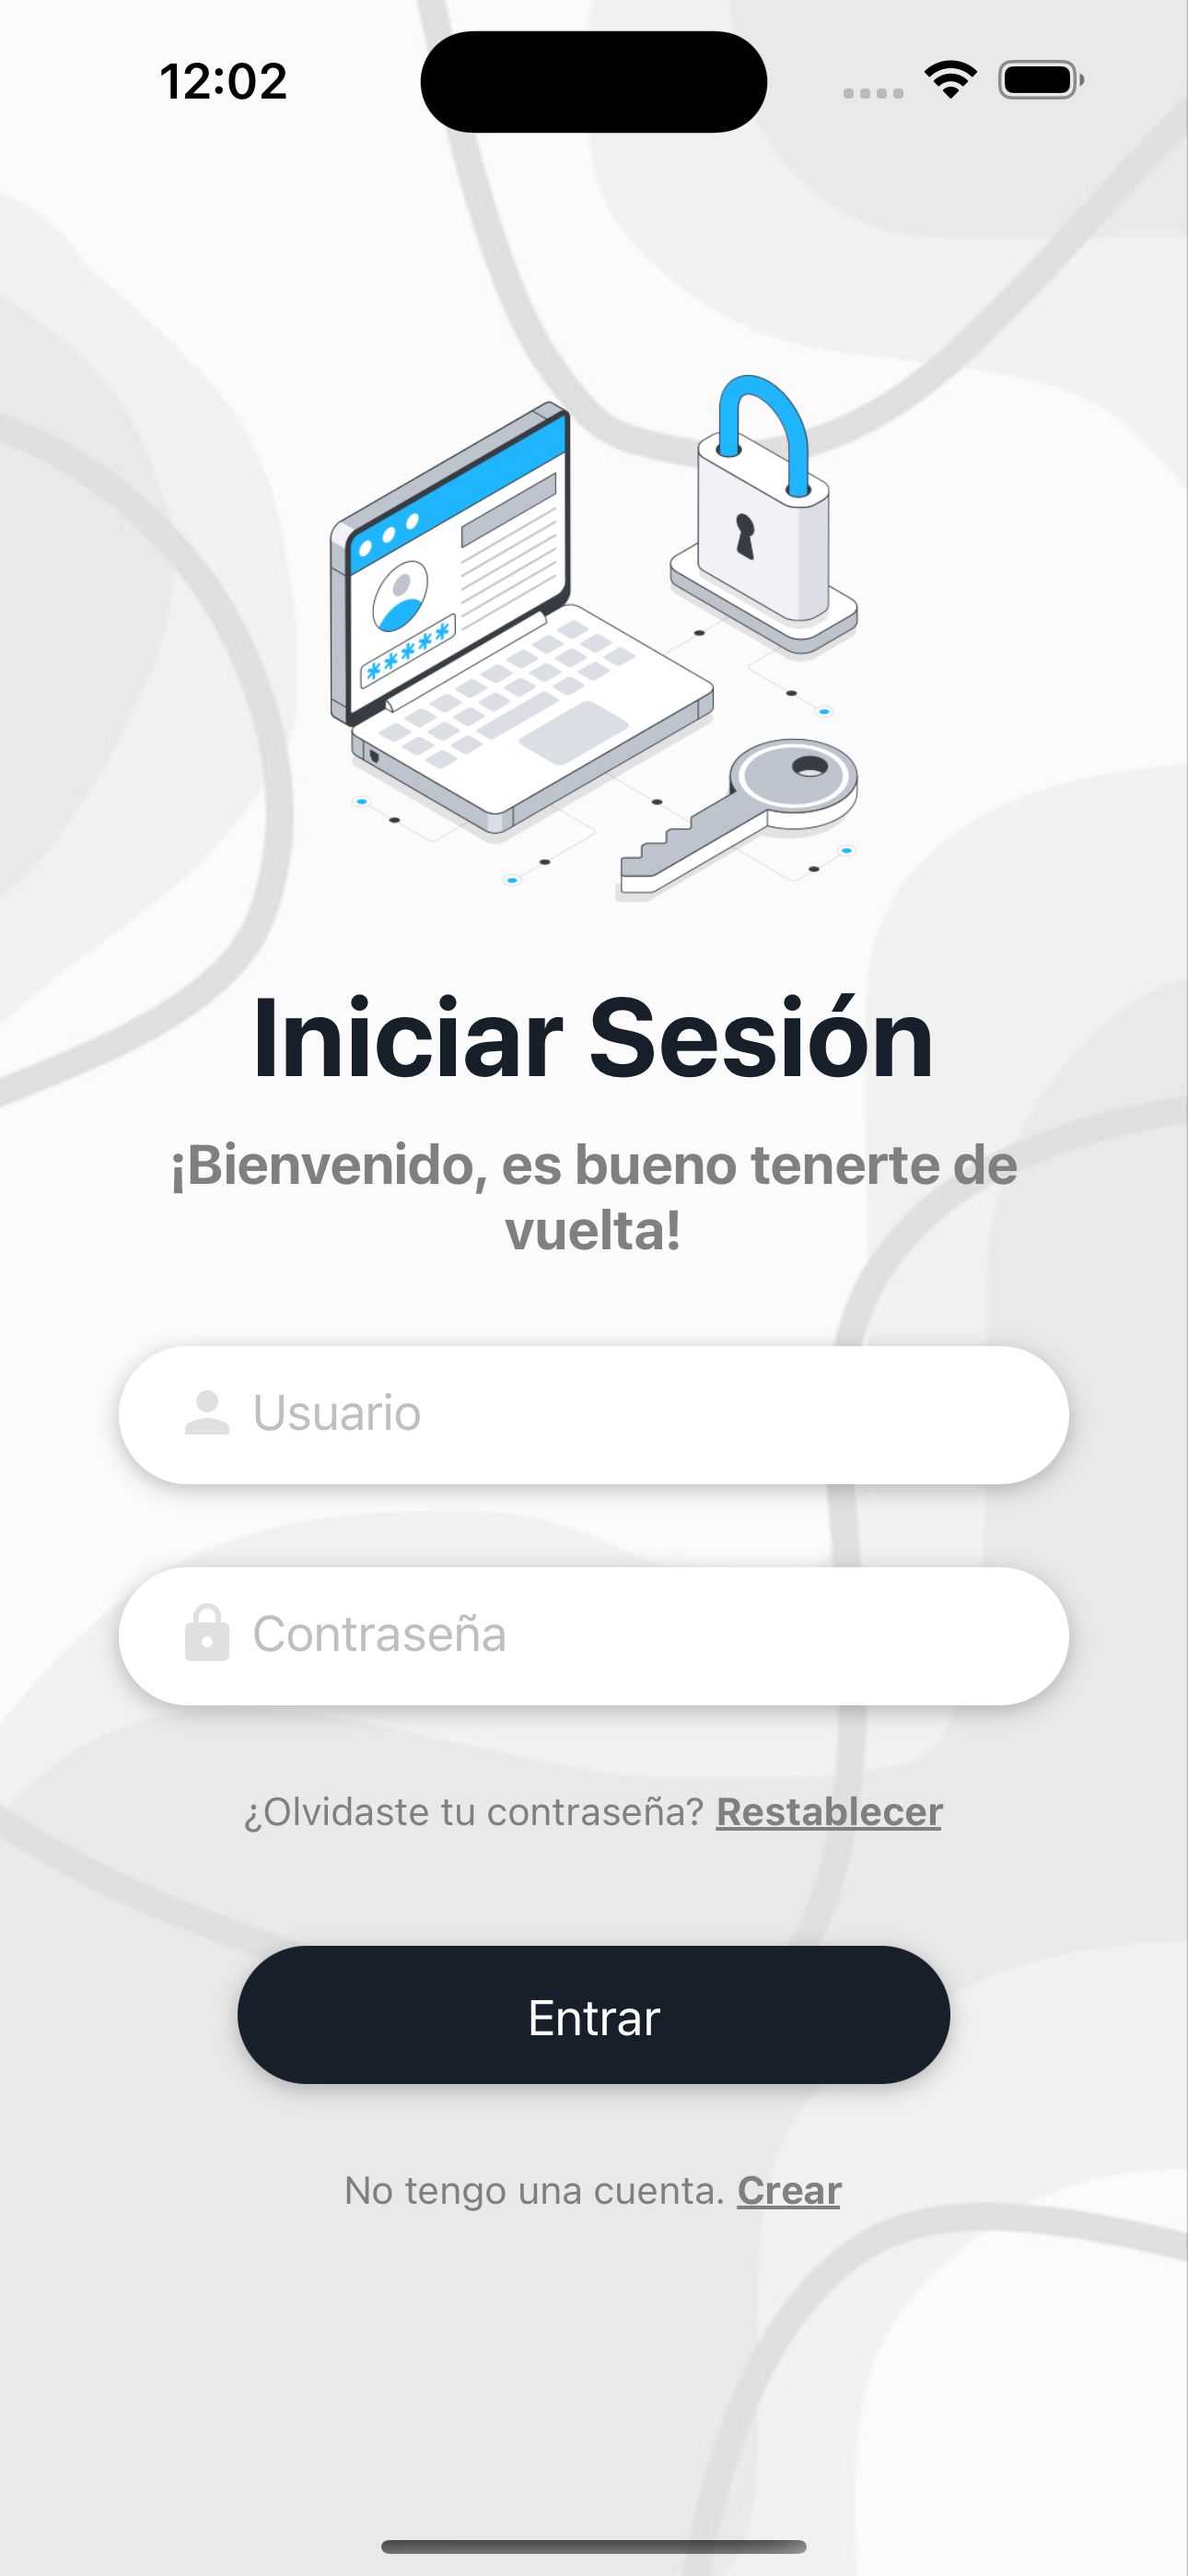 12:02
Iniciar Sesión
¡Bienvenido, es bueno tenerte de
vuelta!
Usuario
Contraseña
¿Olvidaste tu contraseña? Restablecer
Entrar
No tengo una cuenta. Crear